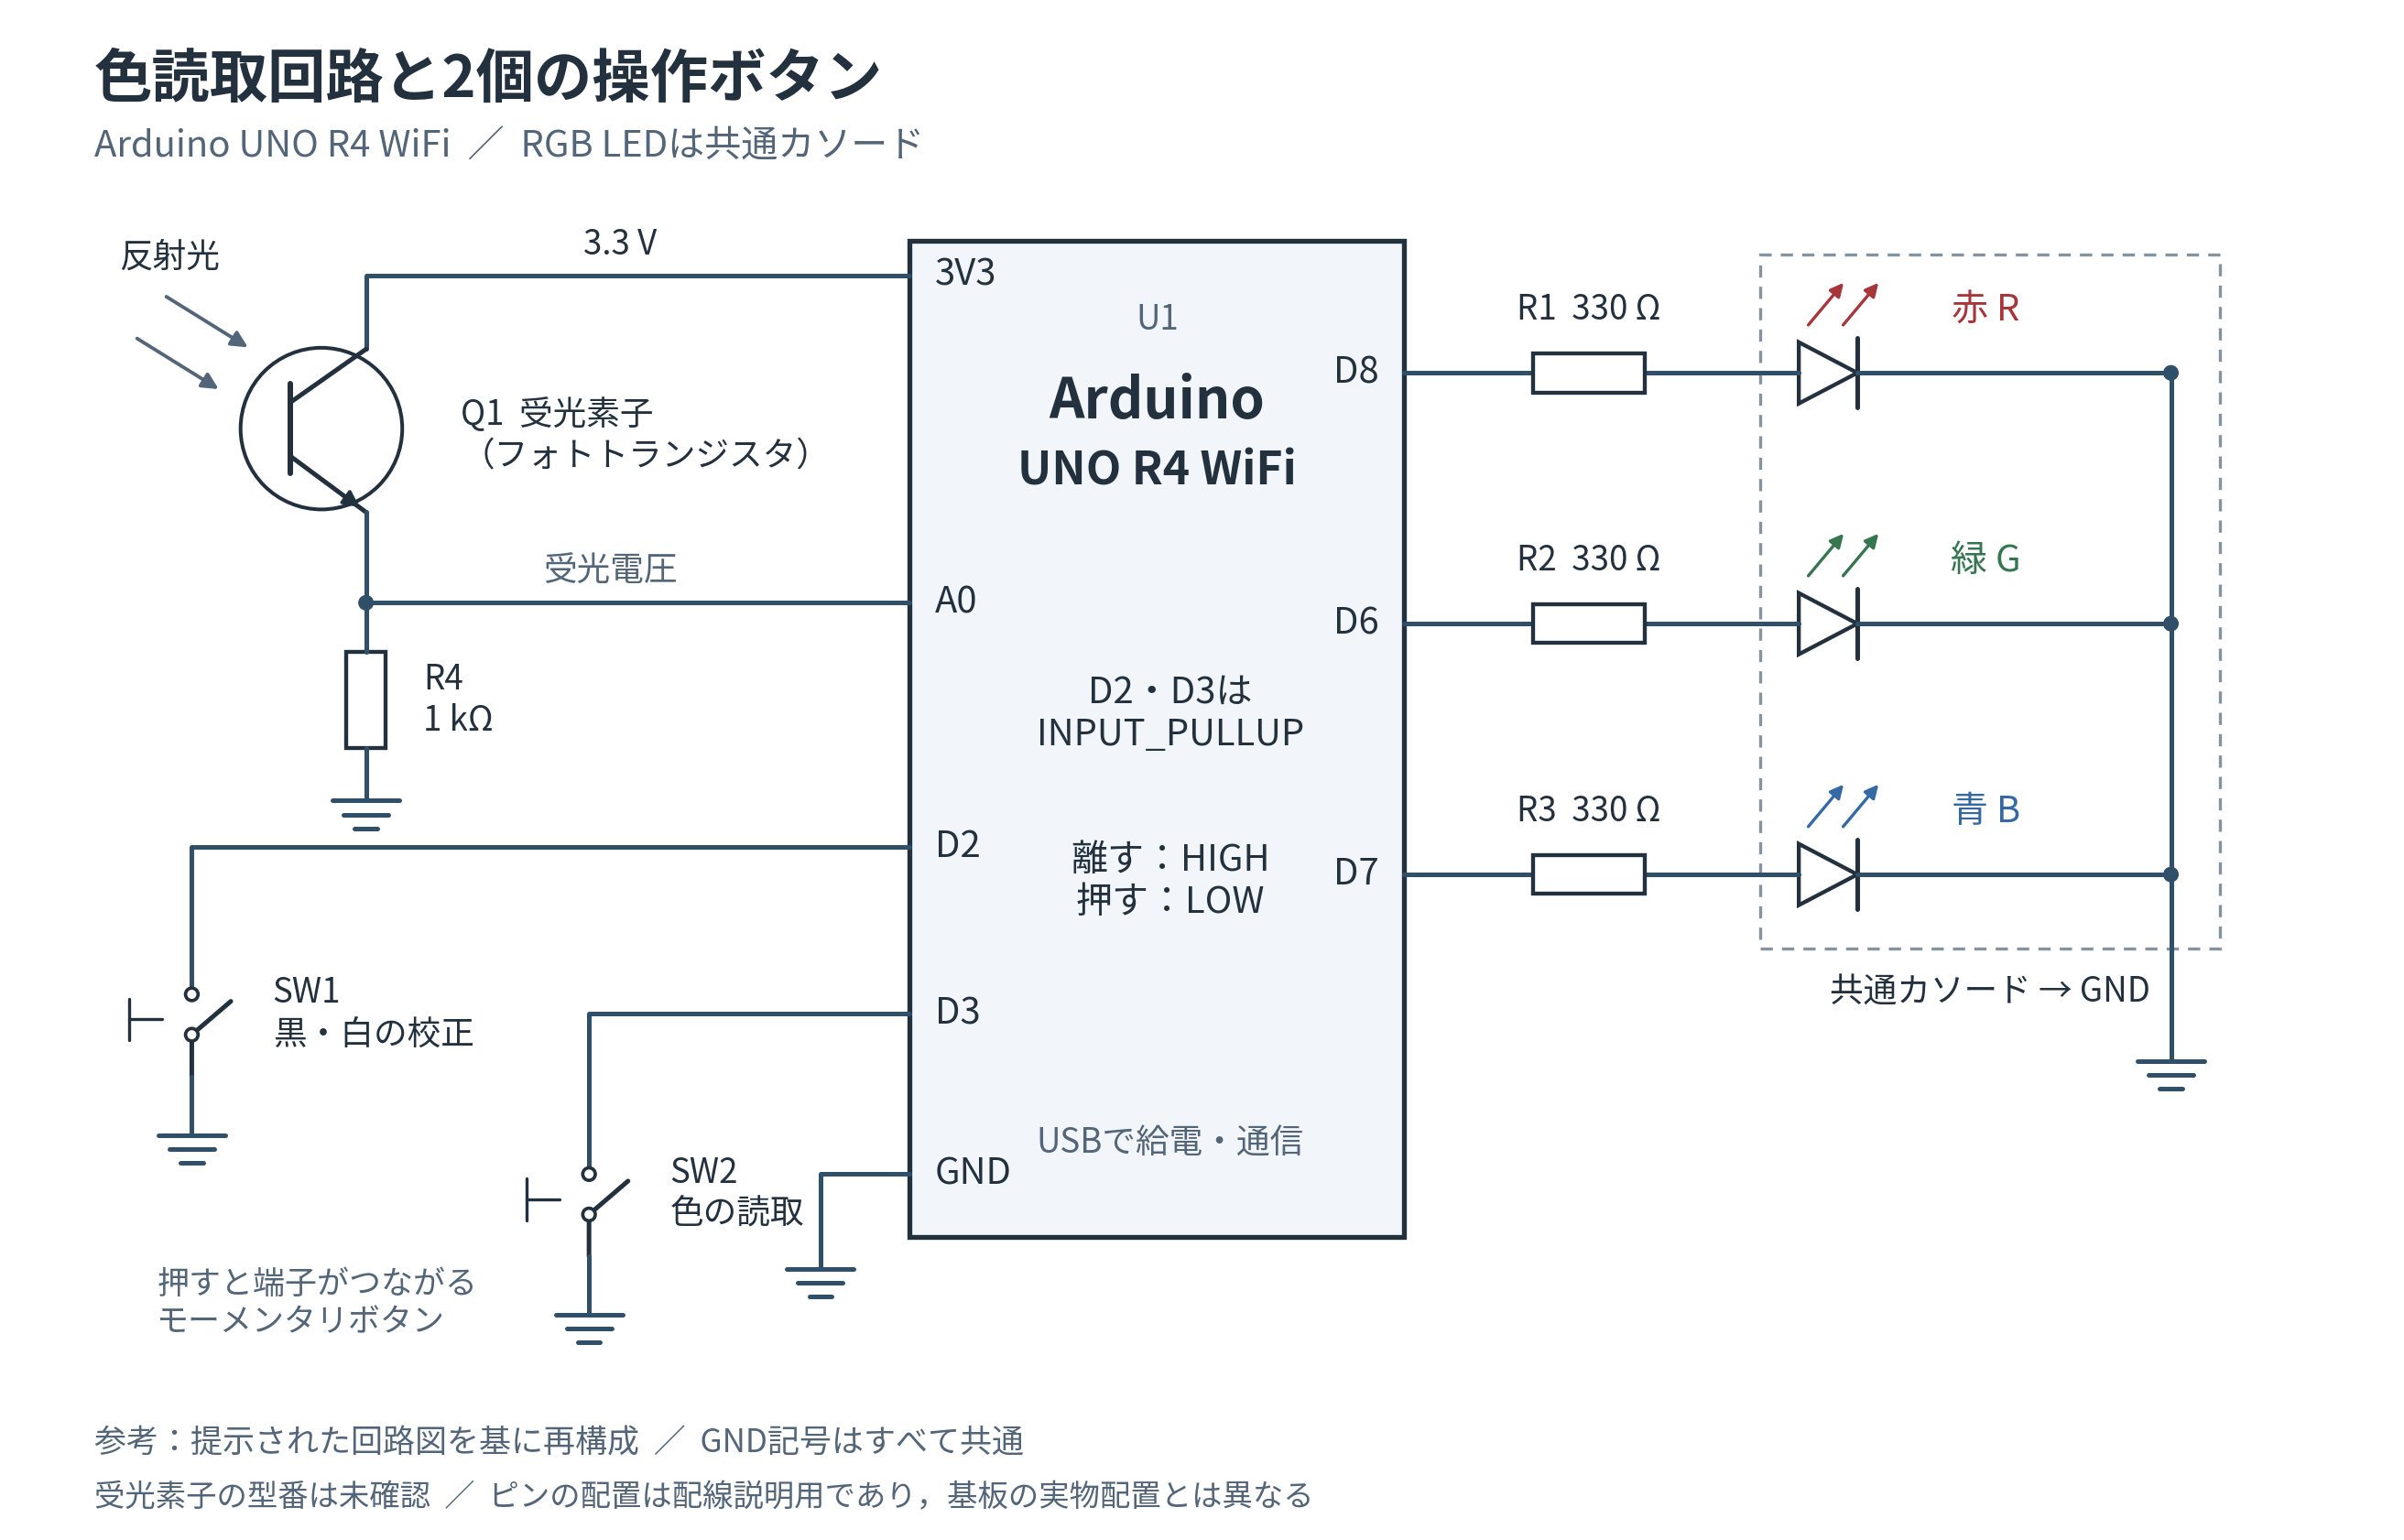 色読取回路と2個の操作ボタン
Arduino UNO R4 WiFi ／ RGB LEDは共通カソード
反射光
3.3 V
Q1 受光素子
（フォトトランジスタ）
受光電圧
R4
1 kΩ
SW1
黒・白の校正
SW2
色の読取
押すと端子がつながる
モーメンタリボタン
3V3
U1
Arduino
UNO R4 WiFi
A0
D2・D3は
INPUT_PULLUP
D2
離す：HIGH
押す：LOW
D3
USBで給電・通信
GND
D8
D6
D7
R1 330 Ω
赤 R
R2 330 Ω
緑 G
R3 330 Ω
青 B
共通カソード → GND
参考：提示された回路図を基に再構成 ／ GND記号はすべて共通
受光素子の型番は未確認 ／ ピンの配置は配線説明用であり，基板の実物配置とは異なる